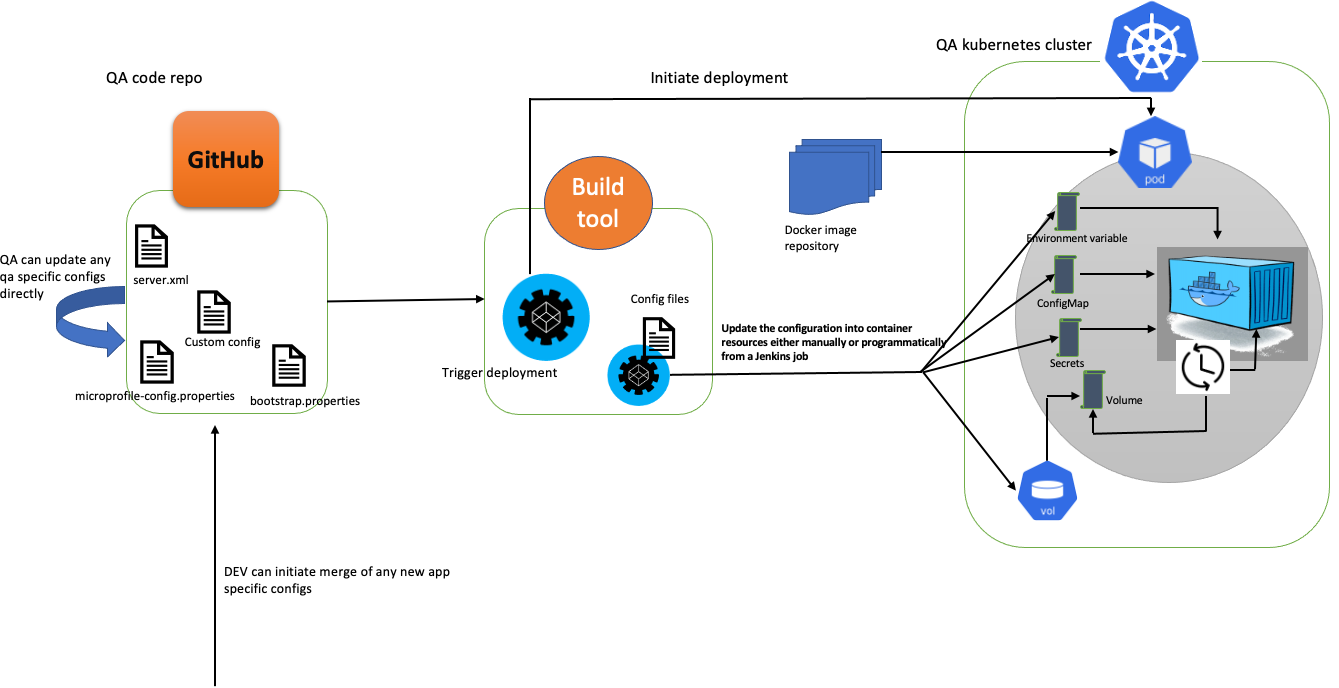 QA kubernetes cluster
QA code repo
Initiate deployment
GitHub
Build
tool
pod
Docker image
repository
Environment variable
QA can update any
qa specific configs
directly
server.xml
Custom config
microprofile-config.properties
bootstrap.properties
Config files
Trigger deployment
Update the configuration into container
resources either manually or programmatically
from a Jenkins job
ConfigMap
Secrets
Volume
vol
DEV can initiate merge of any new app
specific configs